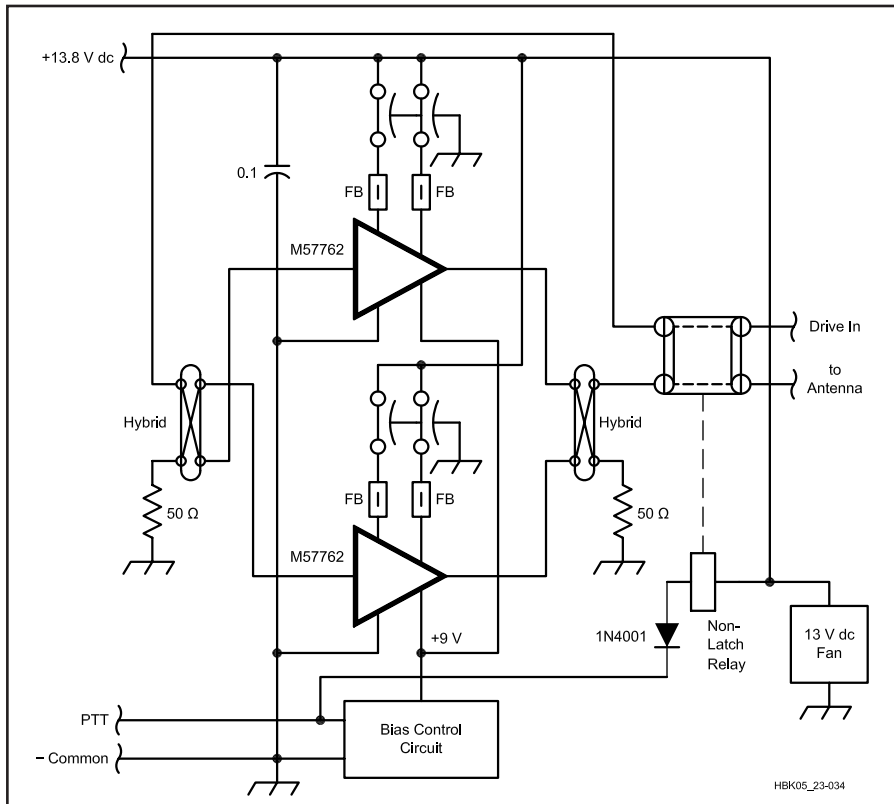 +13.8 V dc
0.1
FB
FB
M57762
Drive In
to
Antenna
Hybrid
Hybrid
FB
FB
50 Ω
50 Ω
M57762
+9 V
1N4001
Non-
Latch
Relay
13 V dc
Fan
PTT
Bias Control
Circuit
– Common
HBK05_23-034